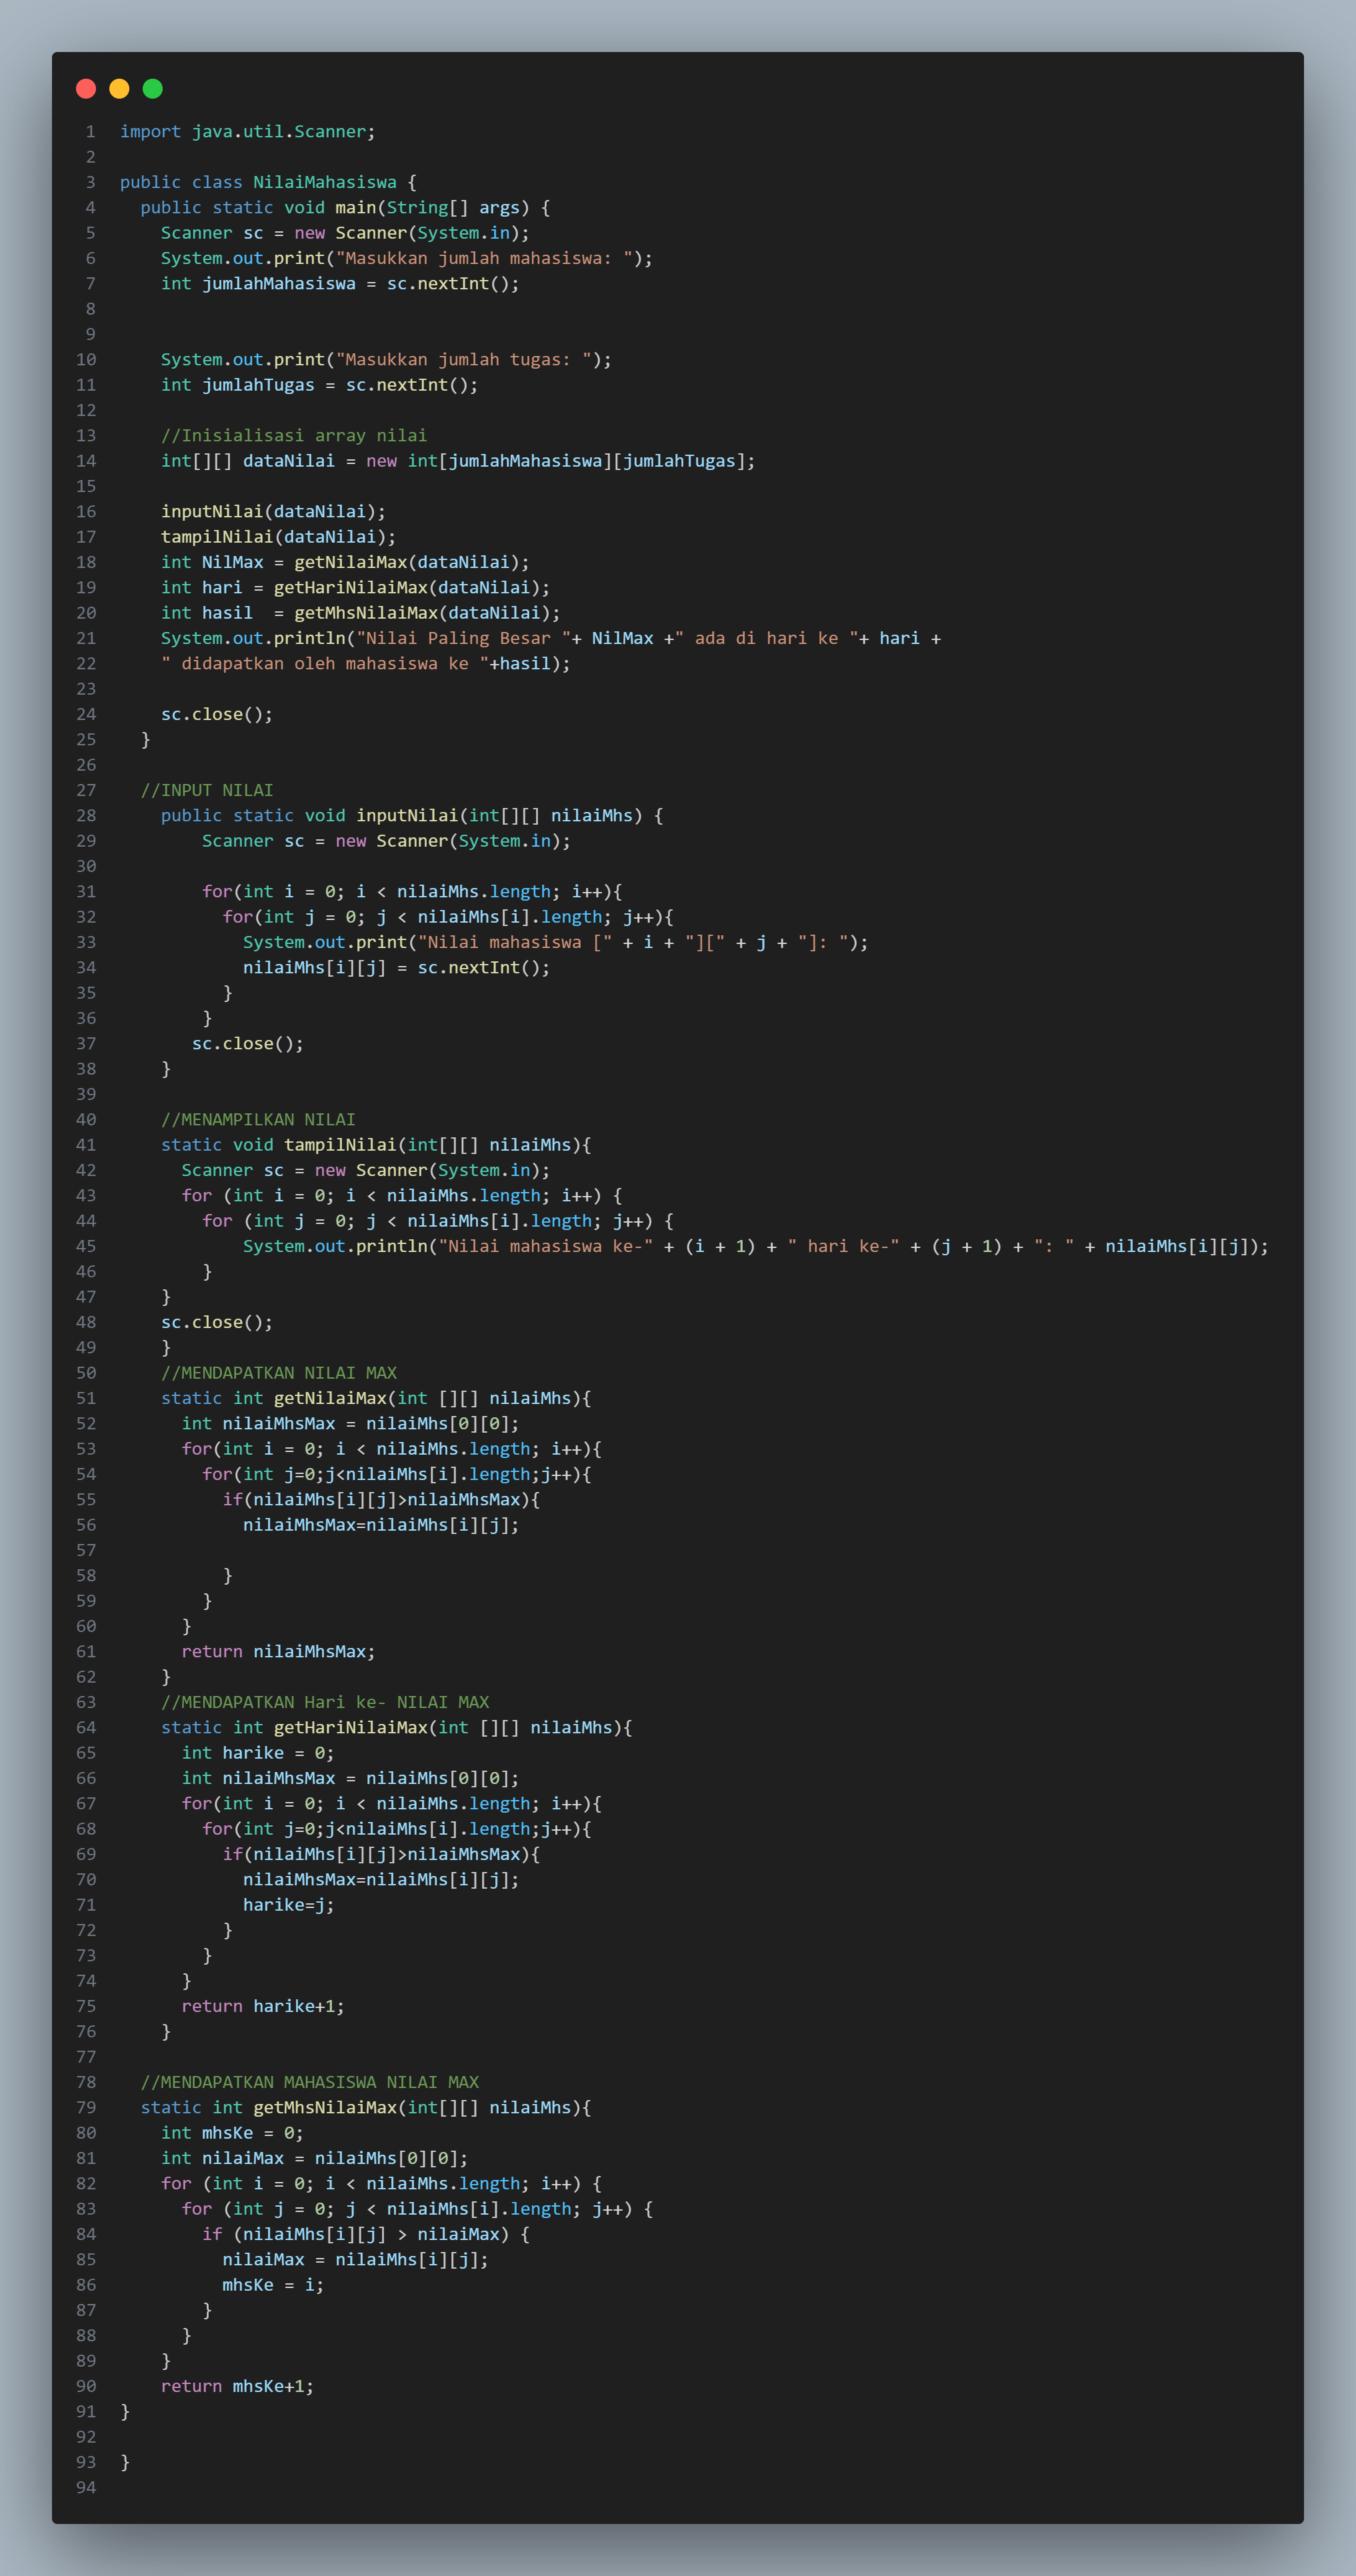 1 import java.util.Scanner;
2
3 public class NilaiMahasiswa {
4   public static void main(String[] args) {
5     Scanner sc = new Scanner(System.in);
6     System.out.print("Masukkan jumlah mahasiswa: ");
7     int jumlahMahasiswa = sc.nextInt();
8
9
10     System.out.print("Masukkan jumlah tugas: ");
11     int jumlahTugas = sc.nextInt();
12
13     //Inisialisasi array nilai
14     int[][] dataNilai = new int[jumlahMahasiswa][jumlahTugas];
15
16     inputNilai(dataNilai);
17     tampilNilai(dataNilai);
18     int NilMax = getNilaiMax(dataNilai);
19     int hari = getHariNilaiMax(dataNilai);
20     int hasil  = getMhsNilaiMax(dataNilai);
21     System.out.println("Nilai Paling Besar "+ NilMax +" ada di hari ke "+ hari +
22     " didapatkan oleh mahasiswa ke "+hasil);
23
24     sc.close();
25   }
26
27   //INPUT NILAI
28     public static void inputNilai(int[][] nilaiMhs) {
29         Scanner sc = new Scanner(System.in);
30
31         for(int i = 0; i < nilaiMhs.length; i++){
32           for(int j = 0; j < nilaiMhs[i].length; j++){
33             System.out.print("Nilai mahasiswa [" + i + "][" + j + "]: ");
34             nilaiMhs[i][j] = sc.nextInt();
35           }
36         }
37        sc.close();
38     }
39
40     //MENAMPILKAN NILAI
41     static void tampilNilai(int[][] nilaiMhs){
42       Scanner sc = new Scanner(System.in);
43       for (int i = 0; i < nilaiMhs.length; i++) {
44         for (int j = 0; j < nilaiMhs[i].length; j++) {
45             System.out.println("Nilai mahasiswa ke-" + (i + 1) + " hari ke-" + (j + 1) + ": " + nilaiMhs[i][j]);
46         }
47     }
48     sc.close();
49     }
50     //MENDAPATKAN NILAI MAX
51     static int getNilaiMax(int [][] nilaiMhs){
52       int nilaiMhsMax = nilaiMhs[0][0];
53       for(int i = 0; i < nilaiMhs.length; i++){
54         for(int j=0;j<nilaiMhs[i].length;j++){
55           if(nilaiMhs[i][j]>nilaiMhsMax){
56             nilaiMhsMax=nilaiMhs[i][j];
57
58           }
59         }
60       }
61       return nilaiMhsMax;
62     }
63     //MENDAPATKAN Hari ke- NILAI MAX
64     static int getHariNilaiMax(int [][] nilaiMhs){
65       int harike = 0;
66       int nilaiMhsMax = nilaiMhs[0][0];
67       for(int i = 0; i < nilaiMhs.length; i++){
68         for(int j=0;j<nilaiMhs[i].length;j++){
69           if(nilaiMhs[i][j]>nilaiMhsMax){
70             nilaiMhsMax=nilaiMhs[i][j];
71             harike=j;
72           }
73         }
74       }
75       return harike+1;
76     }
77
78   //MENDAPATKAN MAHASISWA NILAI MAX
79   static int getMhsNilaiMax(int[][] nilaiMhs){
80     int mhsKe = 0;
81     int nilaiMax = nilaiMhs[0][0];
82     for (int i = 0; i < nilaiMhs.length; i++) {
83       for (int j = 0; j < nilaiMhs[i].length; j++) {
84         if (nilaiMhs[i][j] > nilaiMax) {
85           nilaiMax = nilaiMhs[i][j];
86           mhsKe = i;
87         }
88       }
89     }
90     return mhsKe+1;
91 }
92
93 }
94